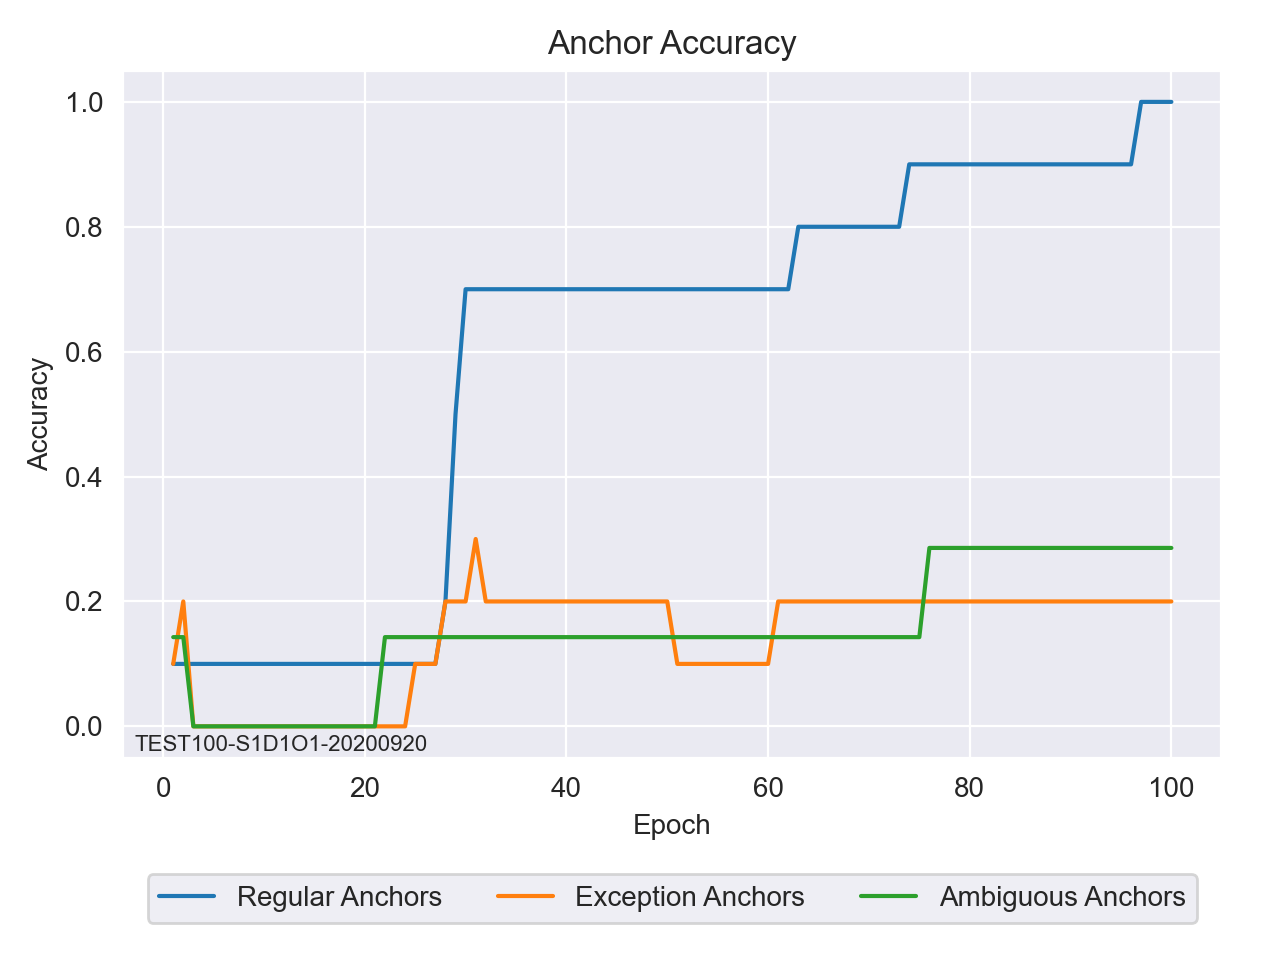 Anchor Accuracy
1.0
0.8
0.6
0.4
0.2
0.0
Accuracy
TEST100-S1D1O1-20200920
0 20 40 60 80 100
Epoch
Regular Anchors Exception Anchors Ambiguous Anchors